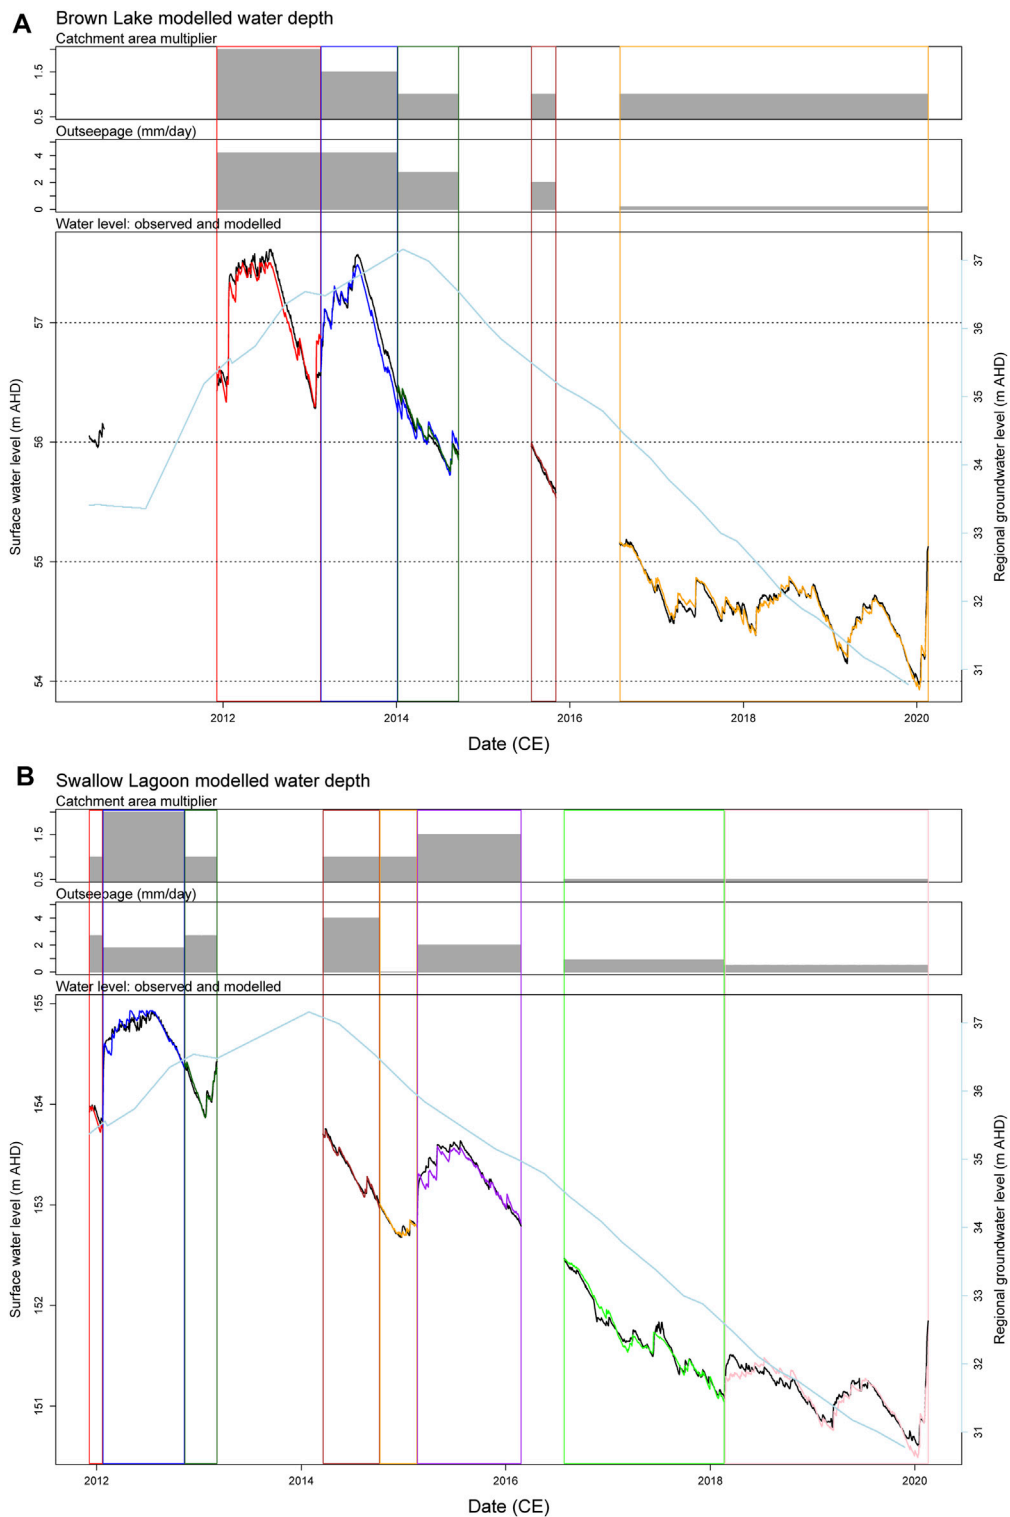 A
Brown Lake modelled water depth
Catchment area multiplier
1.5
0.5
Outseepage (mm/day)
4
2
0
Water level: observed and modelled
57
56
55
54
Surface water level (m AHD)
37
36
35
34
33
32
31
Regional groundwater level (m AHD)
2012 2014 2016 2018 2020
Date (CE)
B
Swallow Lagoon modelled water depth
Catchment area multiplier
1.5
0.5
Outseepage (mm/day)
4
2
0
Water level: observed and modelled
155
154
153
152
151
Surface water level (m AHD)
37
36
35
34
33
32
31
Regional groundwater level (m AHD)
2012 2014 2016 2018 2020
Date (CE)